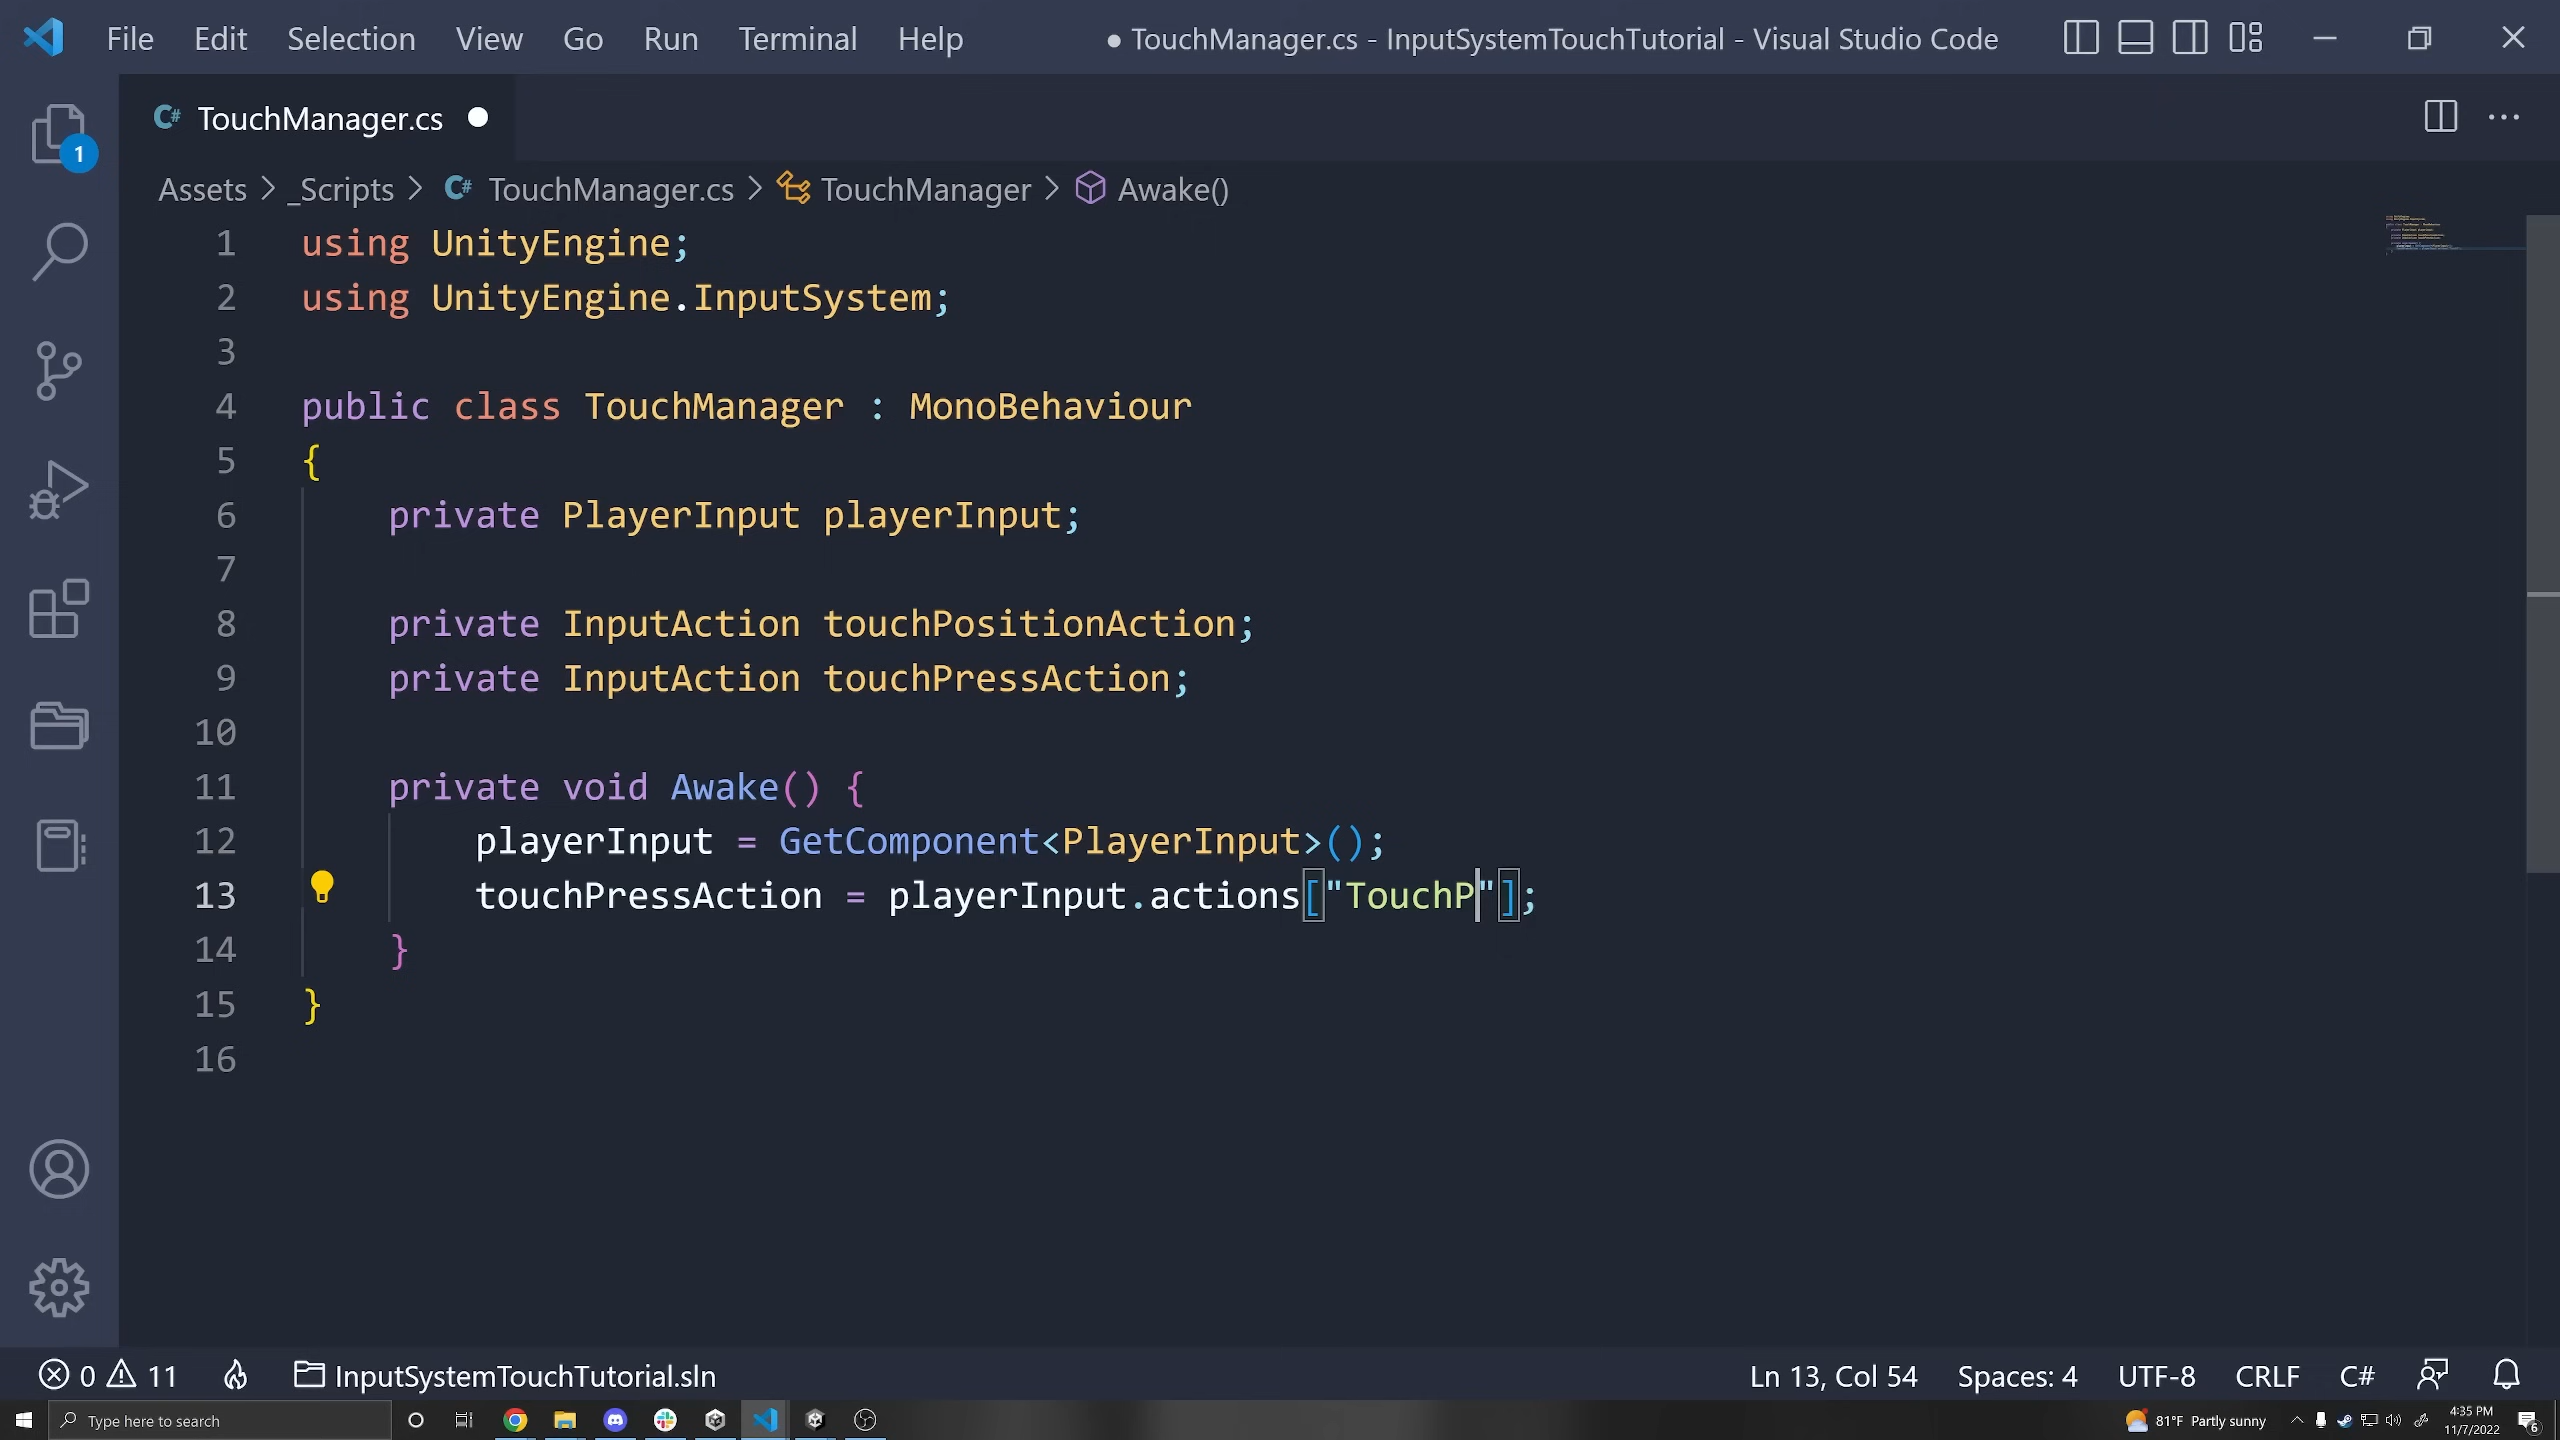 File Edit Selection View Go Run Terminal Help ● TouchManager.cs - InputSystemTouchTutorial - Visual Studio Code
C# TouchManager.cs ●
1
Assets > _Scripts > C# TouchManager.cs > TouchManager > Awake()
1 using UnityEngine;
2 using UnityEngine.InputSystem;
3
4 public class TouchManager : MonoBehaviour
5 {
6 private PlayerInput playerInput;
7
8 private InputAction touchPositionAction;
9 private InputAction touchPressAction;
10
11 private void Awake() {
12 playerInput = GetComponent<PlayerInput>();
13 touchPressAction = playerInput.actions["TouchP"];
14 }
15 }
16
0 11 InputSystemTouchTutorial.sln Ln 13, Col 54 Spaces: 4 UTF-8 CRLF C#
Type here to search 81°F Partly sunny 4:35 PM
11/7/2022 6